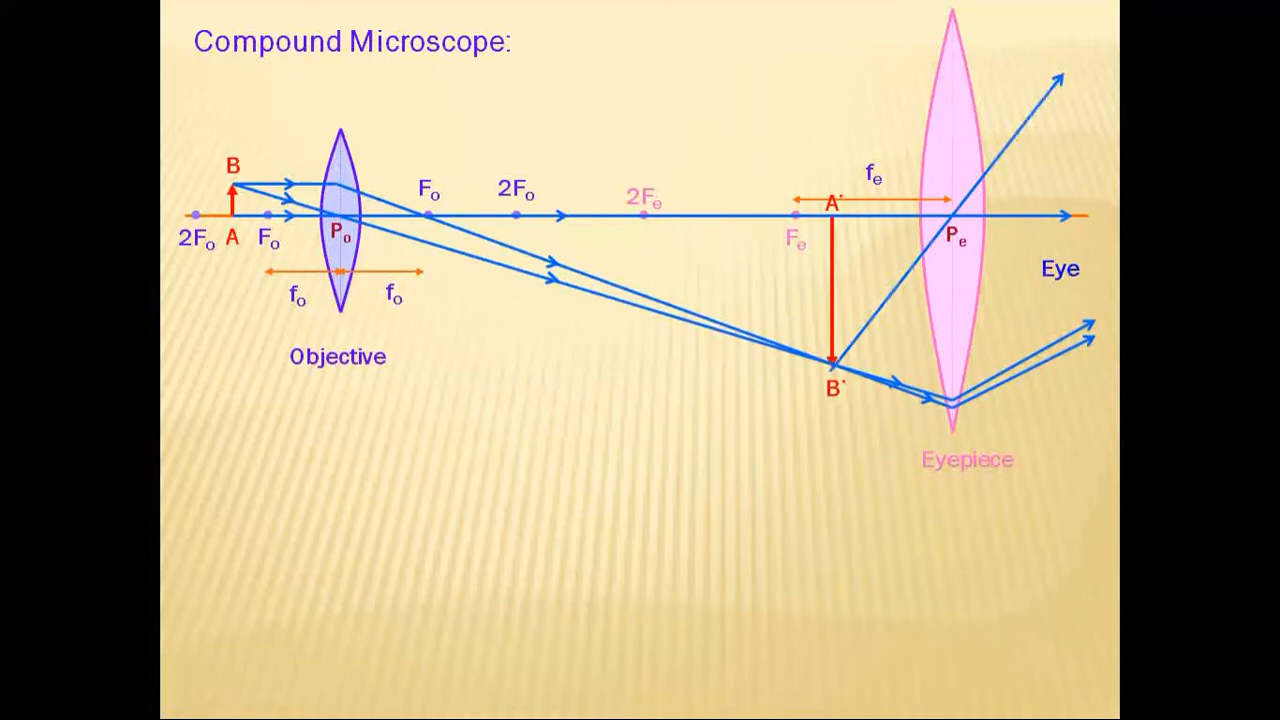 Compound Microscope:
B
Fₒ
2Fₒ
2Fₑ
fₑ
A'
2Fₒ
A
Fₒ
Pₒ
Fₑ
Pₑ
Eye
fₒ
fₒ
Objective
B'
Eyepiece